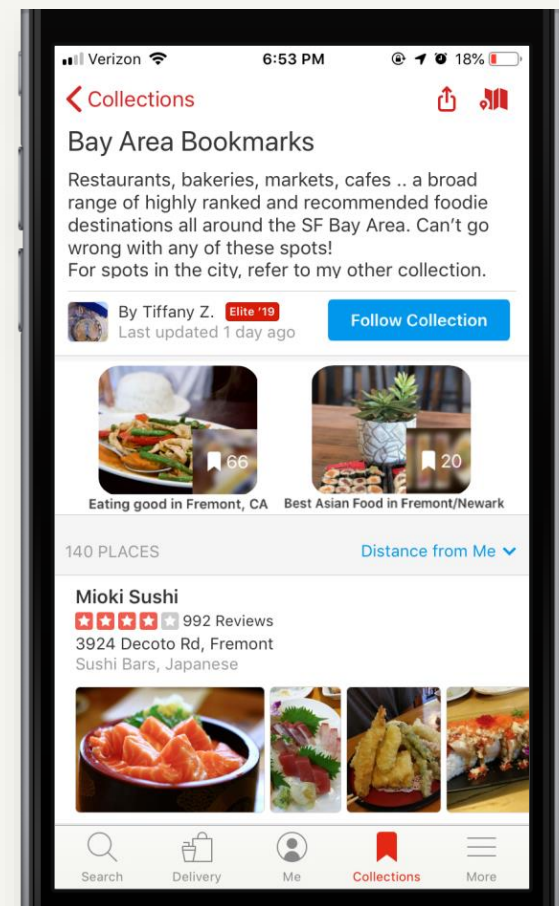 Verizon 6:53 PM 18%
Collections
Bay Area Bookmarks
Restaurants, bakeries, markets, cafes .. a broad
range of highly ranked and recommended foodie
destinations all around the SF Bay Area. Can't go
wrong with any of these spots!
For spots in the city, refer to my other collection.
By Tiffany Z. Elite '19
Last updated 1 day ago
Follow Collection
66
20
Eating good in Fremont, CA
Best Asian Food in Fremont/Newark
140 PLACES
Distance from Me
Mioki Sushi
992 Reviews
3924 Decoto Rd, Fremont
Sushi Bars, Japanese
Search Delivery Me Collections More